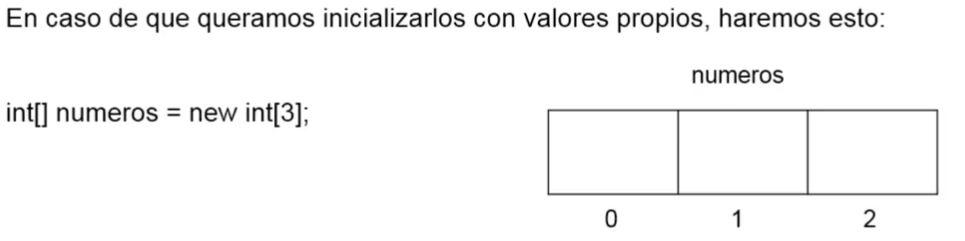 En caso de que queramos inicializarlos con valores propios, haremos esto:
numeros
int[] numeros = new int[3];
0 1 2